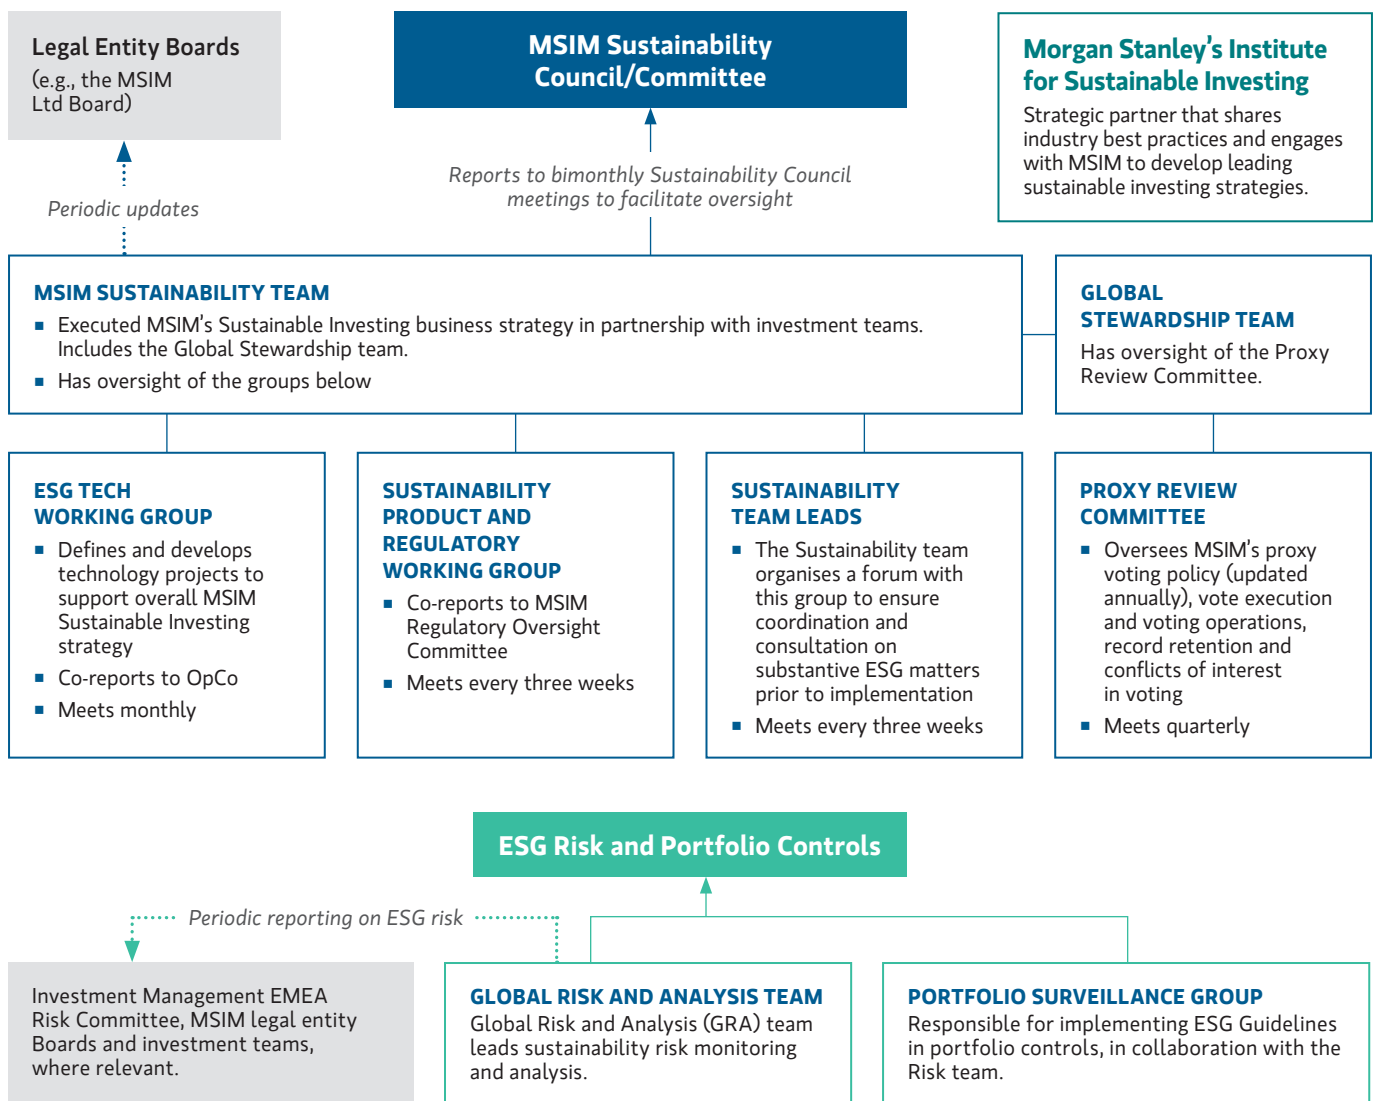 Legal Entity Boards
(e.g., the MSIM
Ltd Board)
MSIM Sustainability
Council/Committee
Morgan Stanley’s Institute
for Sustainable Investing
Strategic partner that shares
industry best practices and engages
with MSIM to develop leading
sustainable investing strategies.
Periodic updates
Reports to bimonthly Sustainability Council
meetings to facilitate oversight
MSIM SUSTAINABILITY TEAM
▪ Executed MSIM’s Sustainable Investing business strategy in partnership with investment teams.
Includes the Global Stewardship team.
▪ Has oversight of the groups below
GLOBAL
STEWARDSHIP TEAM
Has oversight of the Proxy
Review Committee.
ESG TECH
WORKING GROUP
▪ Defines and develops
technology projects to
support overall MSIM
Sustainable Investing
strategy
▪ Co-reports to OpCo
▪ Meets monthly
SUSTAINABILITY
PRODUCT AND
REGULATORY
WORKING GROUP
▪ Co-reports to MSIM
Regulatory Oversight
Committee
▪ Meets every three weeks
SUSTAINABILITY
TEAM LEADS
▪ The Sustainability team
organises a forum with
this group to ensure
coordination and
consultation on
substantive ESG matters
prior to implementation
▪ Meets every three weeks
PROXY REVIEW
COMMITTEE
▪ Oversees MSIM’s proxy
voting policy (updated
annually), vote execution
and voting operations,
record retention and
conflicts of interest
in voting
▪ Meets quarterly
ESG Risk and Portfolio Controls
Periodic reporting on ESG risk
Investment Management EMEA
Risk Committee, MSIM legal entity
Boards and investment teams,
where relevant.
GLOBAL RISK AND ANALYSIS TEAM
Global Risk and Analysis (GRA) team
leads sustainability risk monitoring
and analysis.
PORTFOLIO SURVEILLANCE GROUP
Responsible for implementing ESG Guidelines
in portfolio controls, in collaboration with the
Risk team.